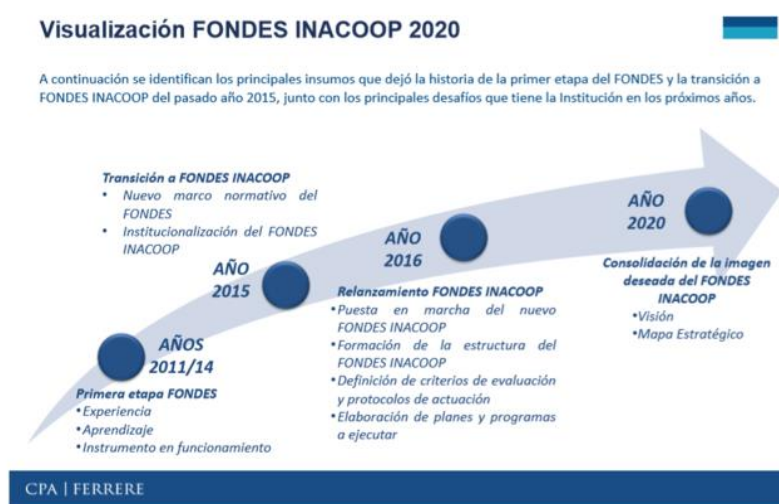 Visualización FONDES INACOOP 2020
A continuación se identifican los principales insumos que dejó la historia de la primer etapa del FONDES y la transición a
FONDES INACOOP del pasado año 2015, junto con los principales desafíos que tiene la Institución en los próximos años.
Transición a FONDES INACOOP
• Nuevo marco normativo del
FONDES
• Institucionalización del FONDES
INACOOP
AÑO
2015
AÑOS
2011/14
Primera etapa FONDES
• Experiencia
• Aprendizaje
• Instrumento en funcionamiento
AÑO
2016
Relanzamiento FONDES INACOOP
• Puesta en marcha del nuevo
FONDES INACOOP
• Formación de la estructura del
FONDES INACOOP
• Definición de criterios de evaluación
y protocolos de actuación
• Elaboración de planes y programas
a ejecutar
AÑO
2020
Consolidación de la imagen
deseada del FONDES
INACOOP
• Visión
• Mapa Estratégico
CPA | FERRERE